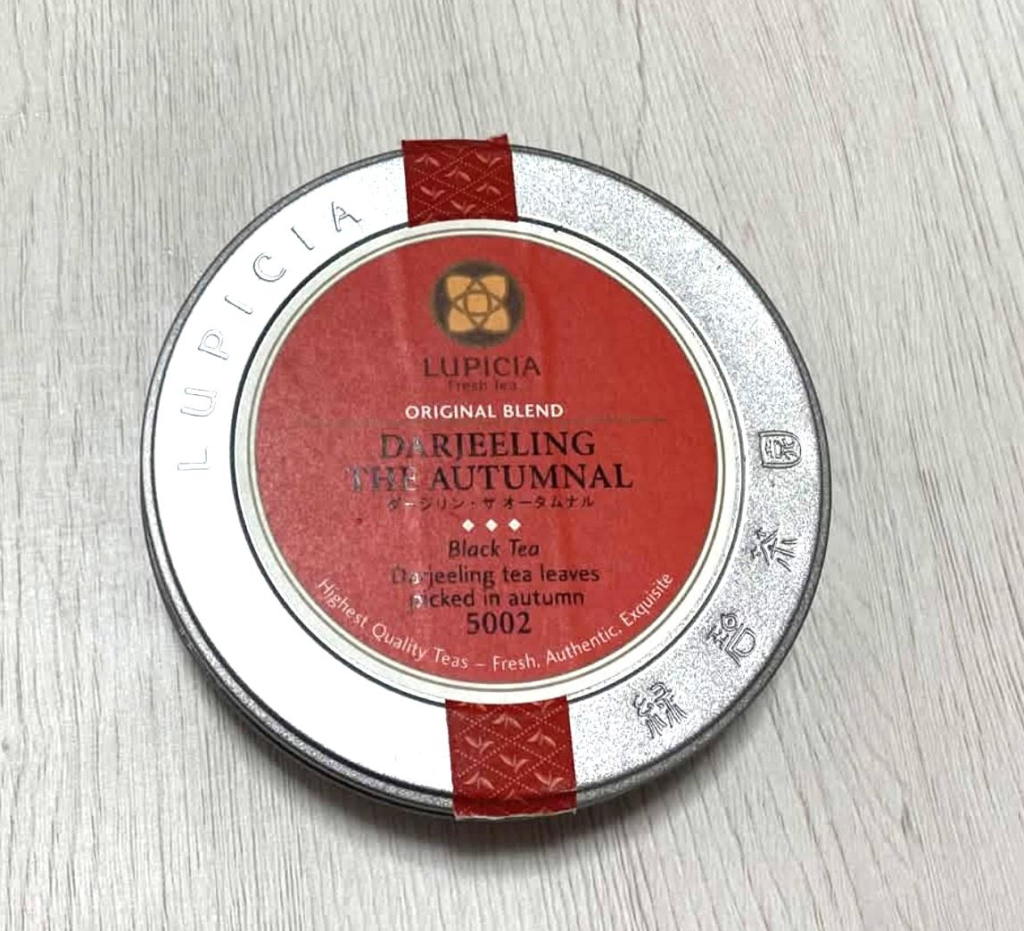 LUPICIA
LUPICIA
Fresh Tea
ORIGINAL BLEND
DARJEELING
THE AUTUMNAL
ダージリン・ザ オータムナル
Black Tea
Darjeeling tea leaves
picked in autumn
5002
Highest Quality Teas – Fresh, Authentic, Exquisite
茶
碧
緑